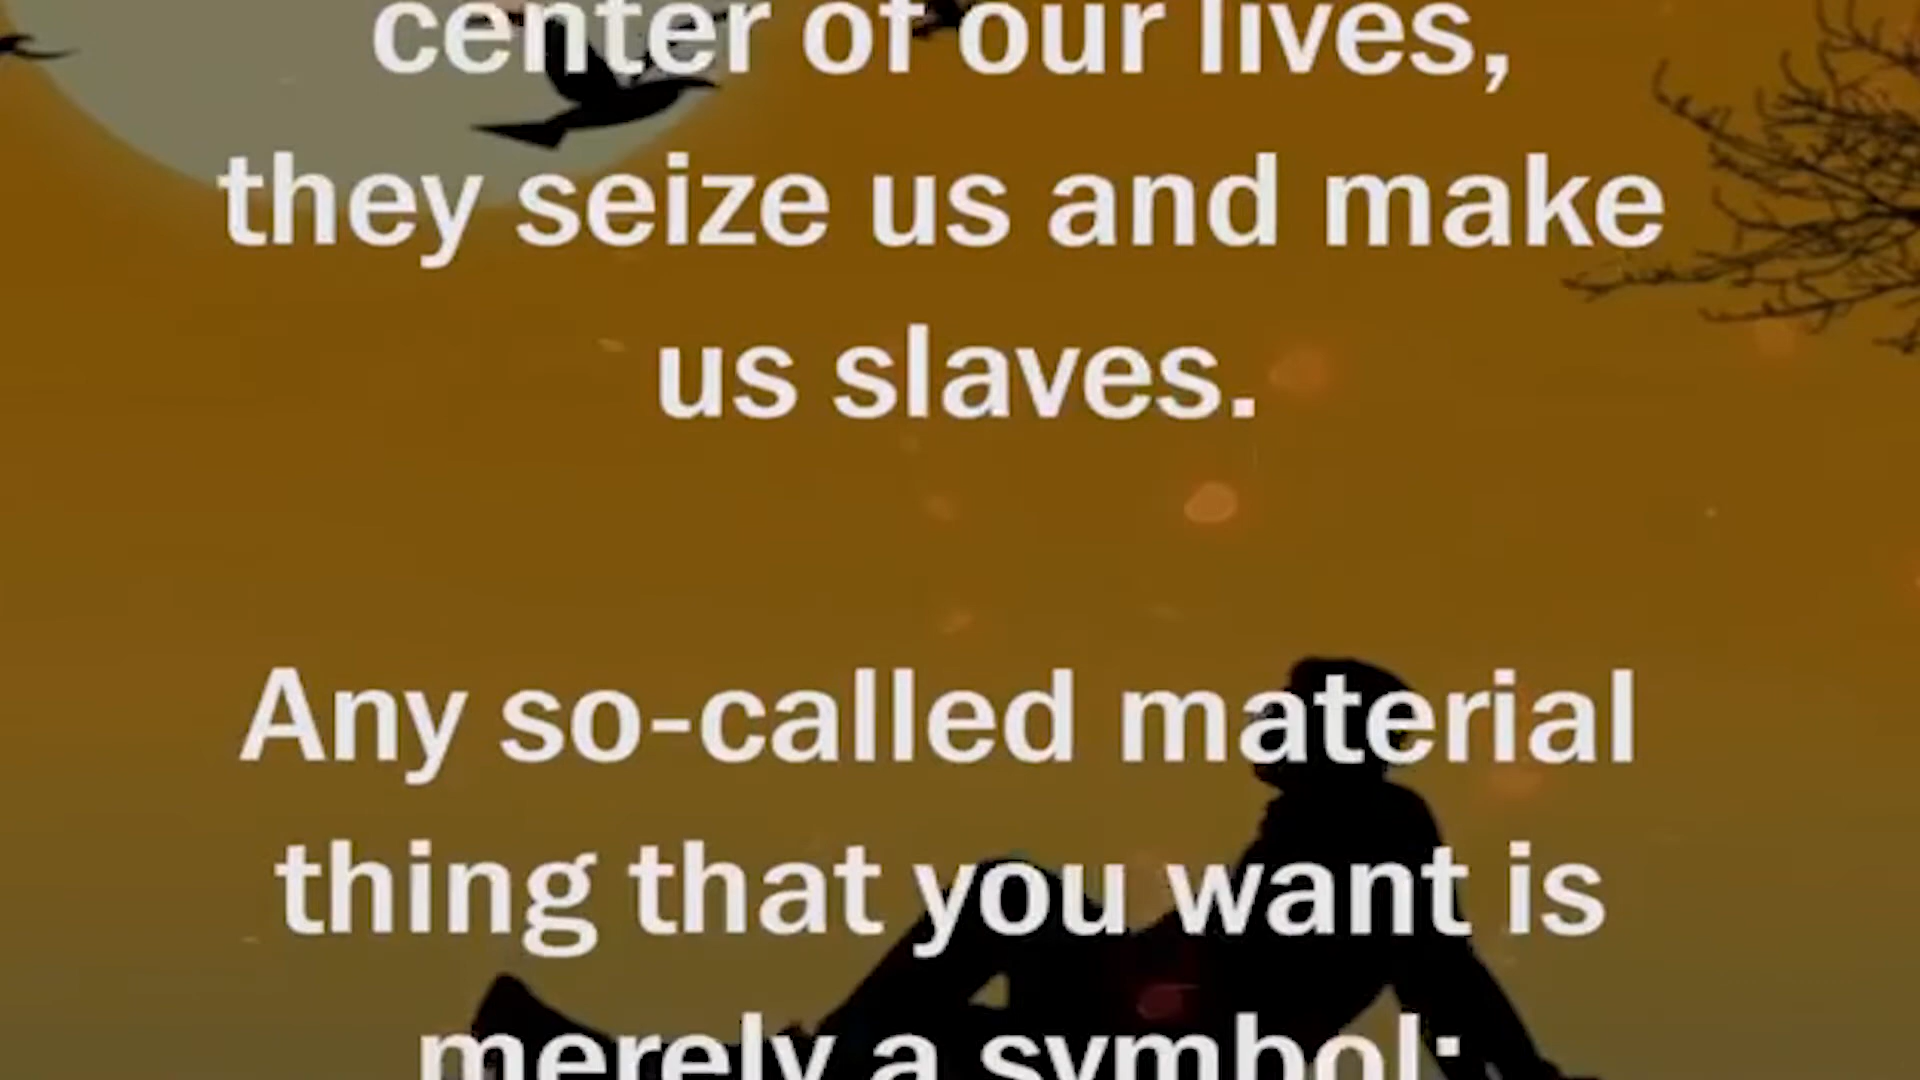 center of our lives,
they seize us and make
us slaves.
Any so-called material
thing that you want is
merely a symbol: